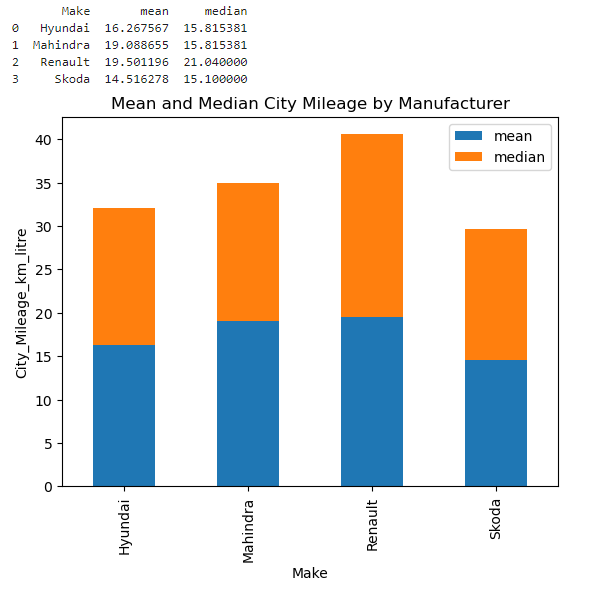 Make mean median
0 Hyundai 16.267567 15.815381
1 Mahindra 19.088655 15.815381
2 Renault 19.501196 21.040000
3 Skoda 14.516278 15.100000
Mean and Median City Mileage by Manufacturer
mean
median
40
35
30
25
20
15
10
5
0
City_Mileage_km_litre
Hyundai
Mahindra
Renault
Skoda
Make